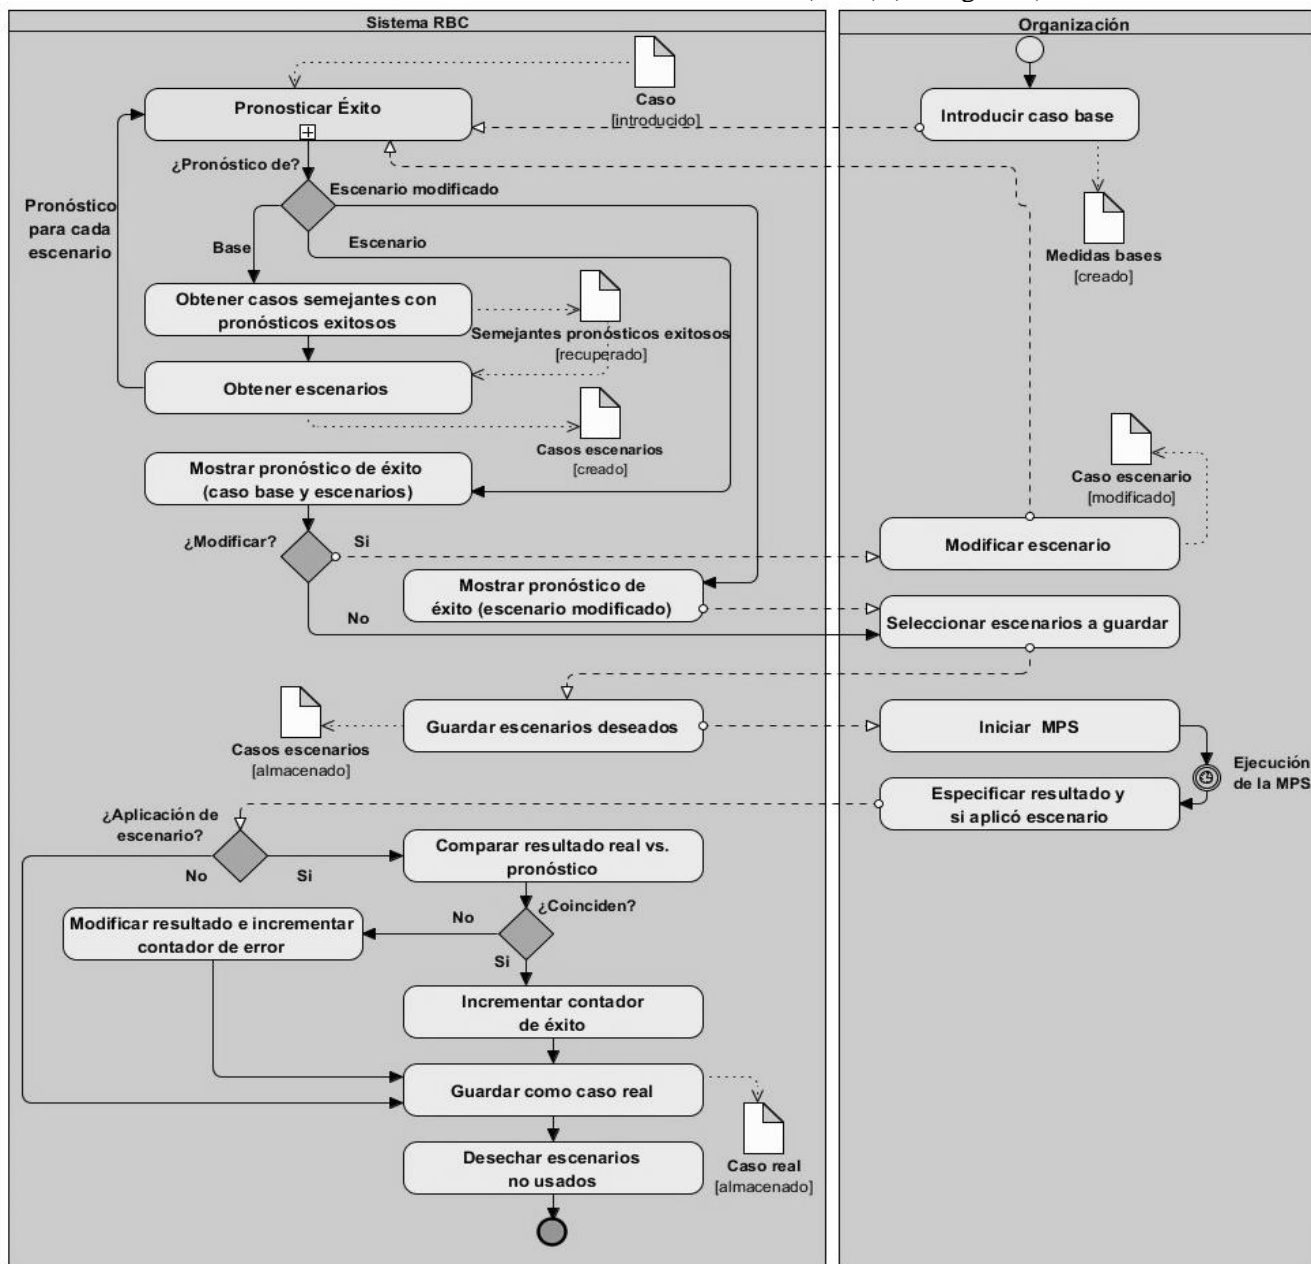 Sistema RBC
Organización
Caso
[introducido]
Pronosticar Éxito
Introducir caso base
¿Pronóstico de?
Escenario modificado
Pronóstico
para cada
escenario
Base
Escenario
Medidas bases
[creado]
Obtener casos semejantes con
pronósticos exitosos
Semejantes pronósticos exitosos
[recuperado]
Obtener escenarios
Casos escenarios
[creado]
Mostrar pronóstico de éxito
(caso base y escenarios)
Caso escenario
[modificado]
¿Modificar?
Si
Modificar escenario
Mostrar pronóstico de
éxito (escenario modificado)
No
Seleccionar escenarios a guardar
Guardar escenarios deseados
Casos escenarios
[almacenado]
Iniciar MPS
Ejecución
de la MPS
Especificar resultado y
si aplicó escenario
¿Aplicación de
escenario?
No
Si
Comparar resultado real vs.
pronóstico
¿Coinciden?
No
Modificar resultado e incrementar
contador de error
Si
Incrementar contador
de éxito
Guardar como caso real
Caso real
[almacenado]
Desechar escenarios
no usados